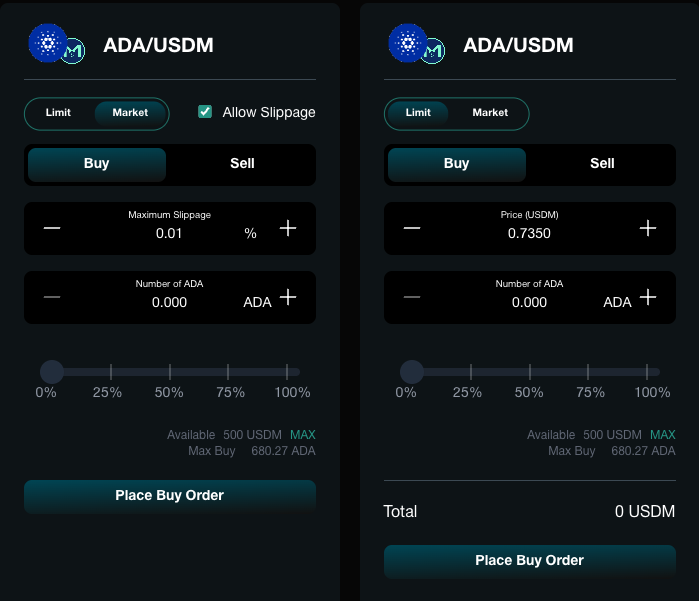 ADA/USDM
Limit Market Allow Slippage
Buy Sell
Maximum Slippage
0.01 %
Number of ADA
0.000 ADA
0% 25% 50% 75% 100%
Available 500 USDM MAX
Max Buy 680.27 ADA
Place Buy Order
ADA/USDM
Limit Market
Buy Sell
Price (USDM)
0.7350
Number of ADA
0.000 ADA
0% 25% 50% 75% 100%
Available 500 USDM MAX
Max Buy 680.27 ADA
Total 0 USDM
Place Buy Order